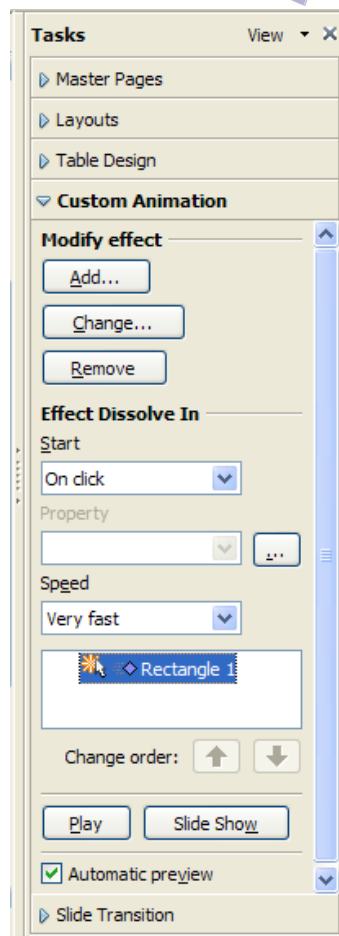 Tasks View
Master Pages
Layouts
Table Design
Custom Animation
Modify effect
Add...
Change...
Remove
Effect Dissolve In
Start
On click
Property
...
Speed
Very fast
Rectangle 1
Change order:
Play Slide Show
Automatic preview
Slide Transition